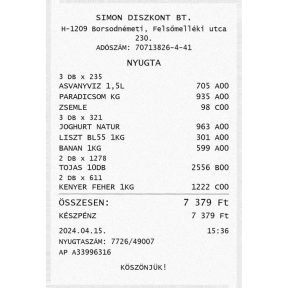 SIMON DISZKONT BT.
H-1209 Borsodnémeti, Felsőmelléki utca
230.
ADÓSZÁM: 70713826-4-41
NYUGTA
3 DB x 235
ASVANYVIZ 1,5L 705 A00
PARADICSOM KG 935 A00
ZSEMLE 98 C00
3 DB x 321
JOGHURT NATUR 963 A00
LISZT BL55 1KG 301 A00
BANAN 1KG 599 A00
2 DB x 1278
TOJAS 10DB 2556 B00
2 DB x 611
KENYER FEHER 1KG 1222 C00
ÖSSZESEN: 7 379 Ft
KÉSZPÉNZ 7 379 Ft
2024.04.15. 15:36
NYUGTASZÁM: 7726/49007
AP A33996316
KÖSZÖNJÜK!